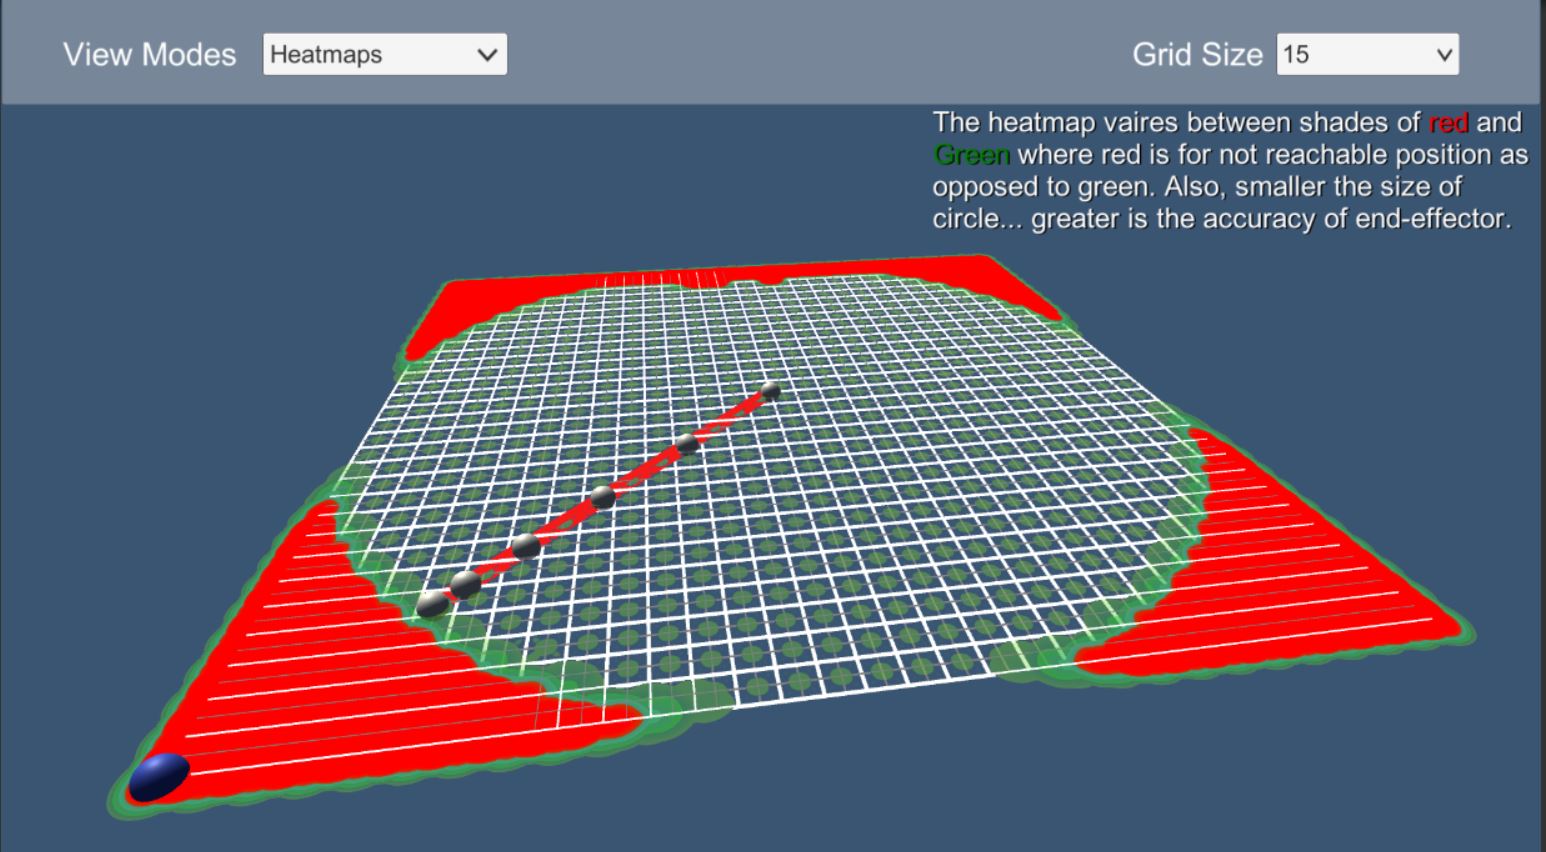 View Modes Heatmaps Grid Size 15
The heatmap vaires between shades of red and
Green where red is for not reachable position as
opposed to green. Also, smaller the size of
circle... greater is the accuracy of end-effector.